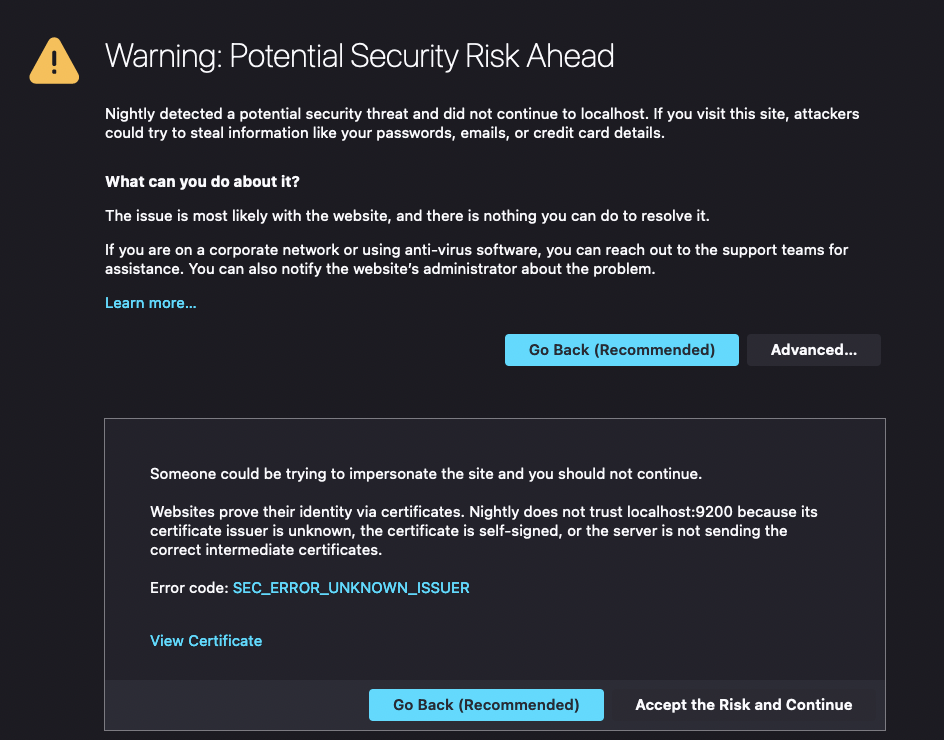 Warning: Potential Security Risk Ahead
Nightly detected a potential security threat and did not continue to localhost. If you visit this site, attackers
could try to steal information like your passwords, emails, or credit card details.
What can you do about it?
The issue is most likely with the website, and there is nothing you can do to resolve it.
If you are on a corporate network or using anti-virus software, you can reach out to the support teams for
assistance. You can also notify the website’s administrator about the problem.
Learn more…
Go Back (Recommended)
Advanced…
Someone could be trying to impersonate the site and you should not continue.
Websites prove their identity via certificates. Nightly does not trust localhost:9200 because its
certificate issuer is unknown, the certificate is self-signed, or the server is not sending the
correct intermediate certificates.
Error code: SEC_ERROR_UNKNOWN_ISSUER
View Certificate
Go Back (Recommended)
Accept the Risk and Continue